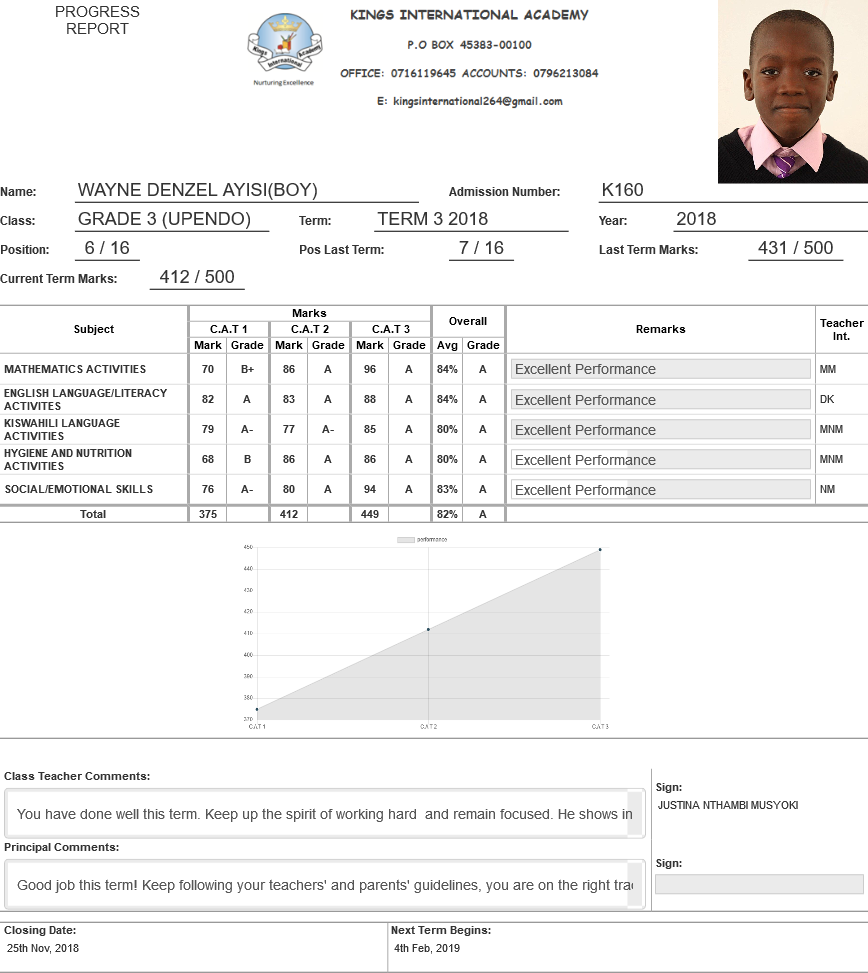 PROGRESS
REPORT
KINGS INTERNATIONAL ACADEMY
P.O BOX 45383-00100
OFFICE: 0716119645 ACCOUNTS: 0796213084
E: kingsinternational264@gmail.com
Kings International Academy
Nurturing Excellence
Name: WAYNE DENZEL AYISI(BOY) Admission Number: K160
Class: GRADE 3 (UPENDO) Term: TERM 3 2018 Year: 2018
Position: 6 / 16 Pos Last Term: 7 / 16 Last Term Marks: 431 / 500
Current Term Marks: 412 / 500
Subject Marks Overall Remarks Teacher Int.
C.A.T 1 C.A.T 2 C.A.T 3
Mark Grade Mark Grade Mark Grade Avg Grade
MATHEMATICS ACTIVITIES 70 B+ 86 A 96 A 84% A Excellent Performance MM
ENGLISH LANGUAGE/LITERACY ACTIVITES 82 A 83 A 88 A 84% A Excellent Performance DK
KISWAHILI LANGUAGE ACTIVITIES 79 A- 77 A- 85 A 80% A Excellent Performance MNM
HYGIENE AND NUTRITION ACTIVITIES 68 B 86 A 86 A 80% A Excellent Performance MNM
SOCIAL/EMOTIONAL SKILLS 76 A- 80 A 94 A 83% A Excellent Performance NM
Total 375 412 449 82% A
performance
450
440
430
420
410
400
390
380
370
CAT1 CAT2 CAT3
Class Teacher Comments:
You have done well this term. Keep up the spirit of working hard and remain focused. He shows in
Sign:
JUSTINA NTHAMBI MUSYOKI
Principal Comments:
Good job this term! Keep following your teachers' and parents' guidelines, you are on the right
Sign:
Closing Date: Next Term Begins:
25th Nov, 2018 4th Feb, 2019